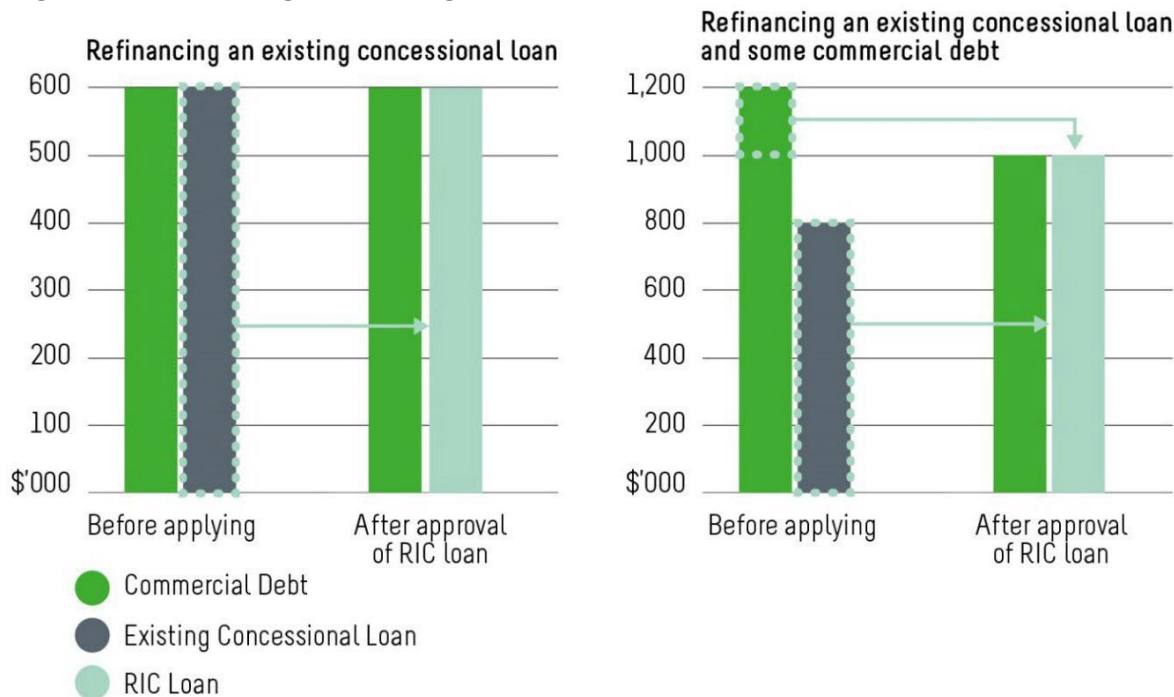 Refinancing an existing concessional loan
600
500
400
300
200
100
$'000
Before applying
After approval
of RIC loan
Refinancing an existing concessional loan
and some commercial debt
1,200
1,000
800
600
400
200
$'000
Before applying
After approval
of RIC loan
Commercial Debt
Existing Concessional Loan
RIC Loan